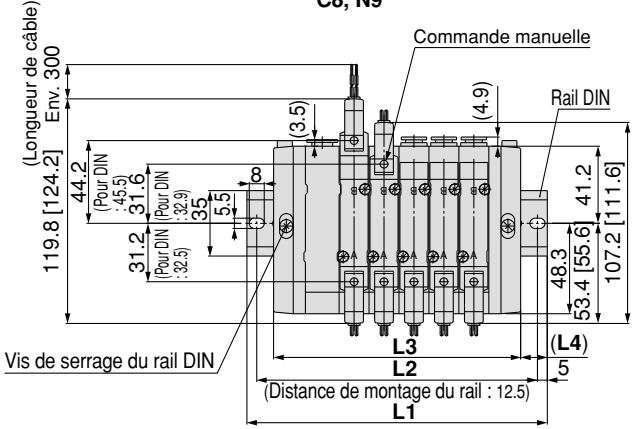 C8, N9
(Longueur de câble)
Env. 300
Commande manuelle
Rail DIN
(3.5)
(4.9)
119.8 [124.2]
44.2
(Pour DIN
: 45.5)
31.6
(Pour DIN
: 32.9)
8
35
5.5
31.2
(Pour DIN
: 32.5)
B
B
A
A
A
41.2
48.3
53.4 [55.6]
107.2 [111.6]
Vis de serrage du rail DIN
L3
(L4)
L2
5
(Distance de montage du rail : 12.5)
L1